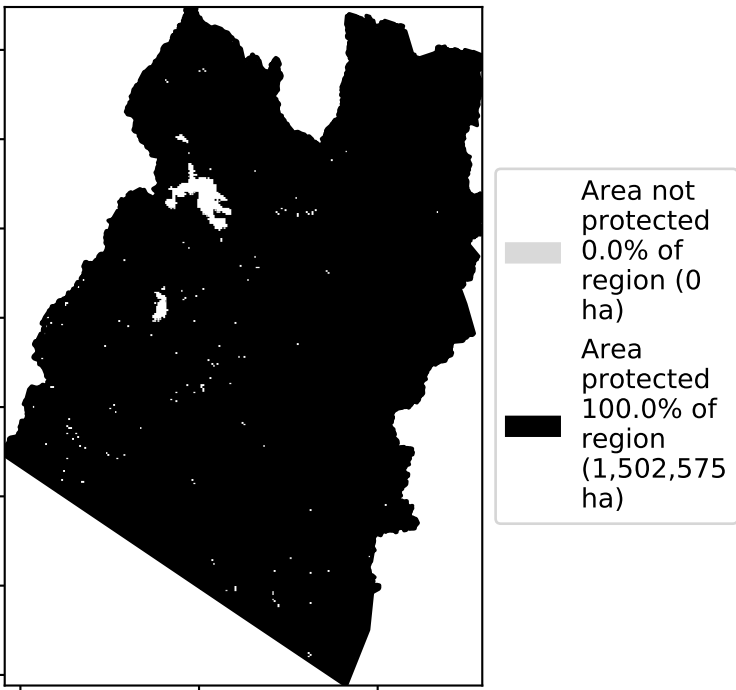 Area not
protected
0.0% of
region (0
ha)
Area
protected
100.0% of
region
(1,502,575
ha)